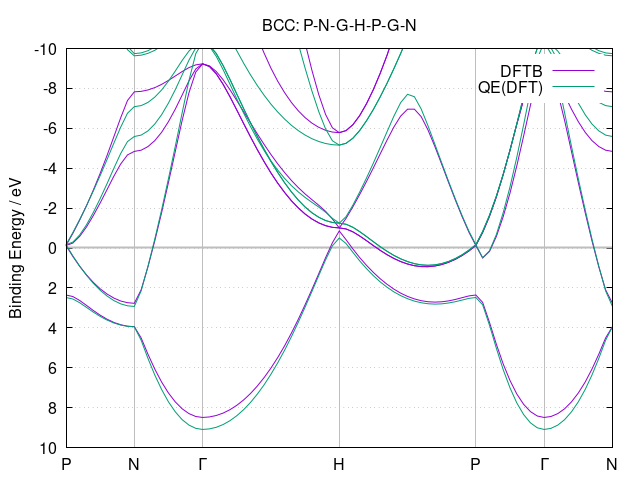 BCC: P-N-G-H-P-G-N
-10
DFTB
-8
QE(DFT)
-6
-4
-2
0
2
4
6
8
10
Binding Energy / eV
P N Γ H P Γ N